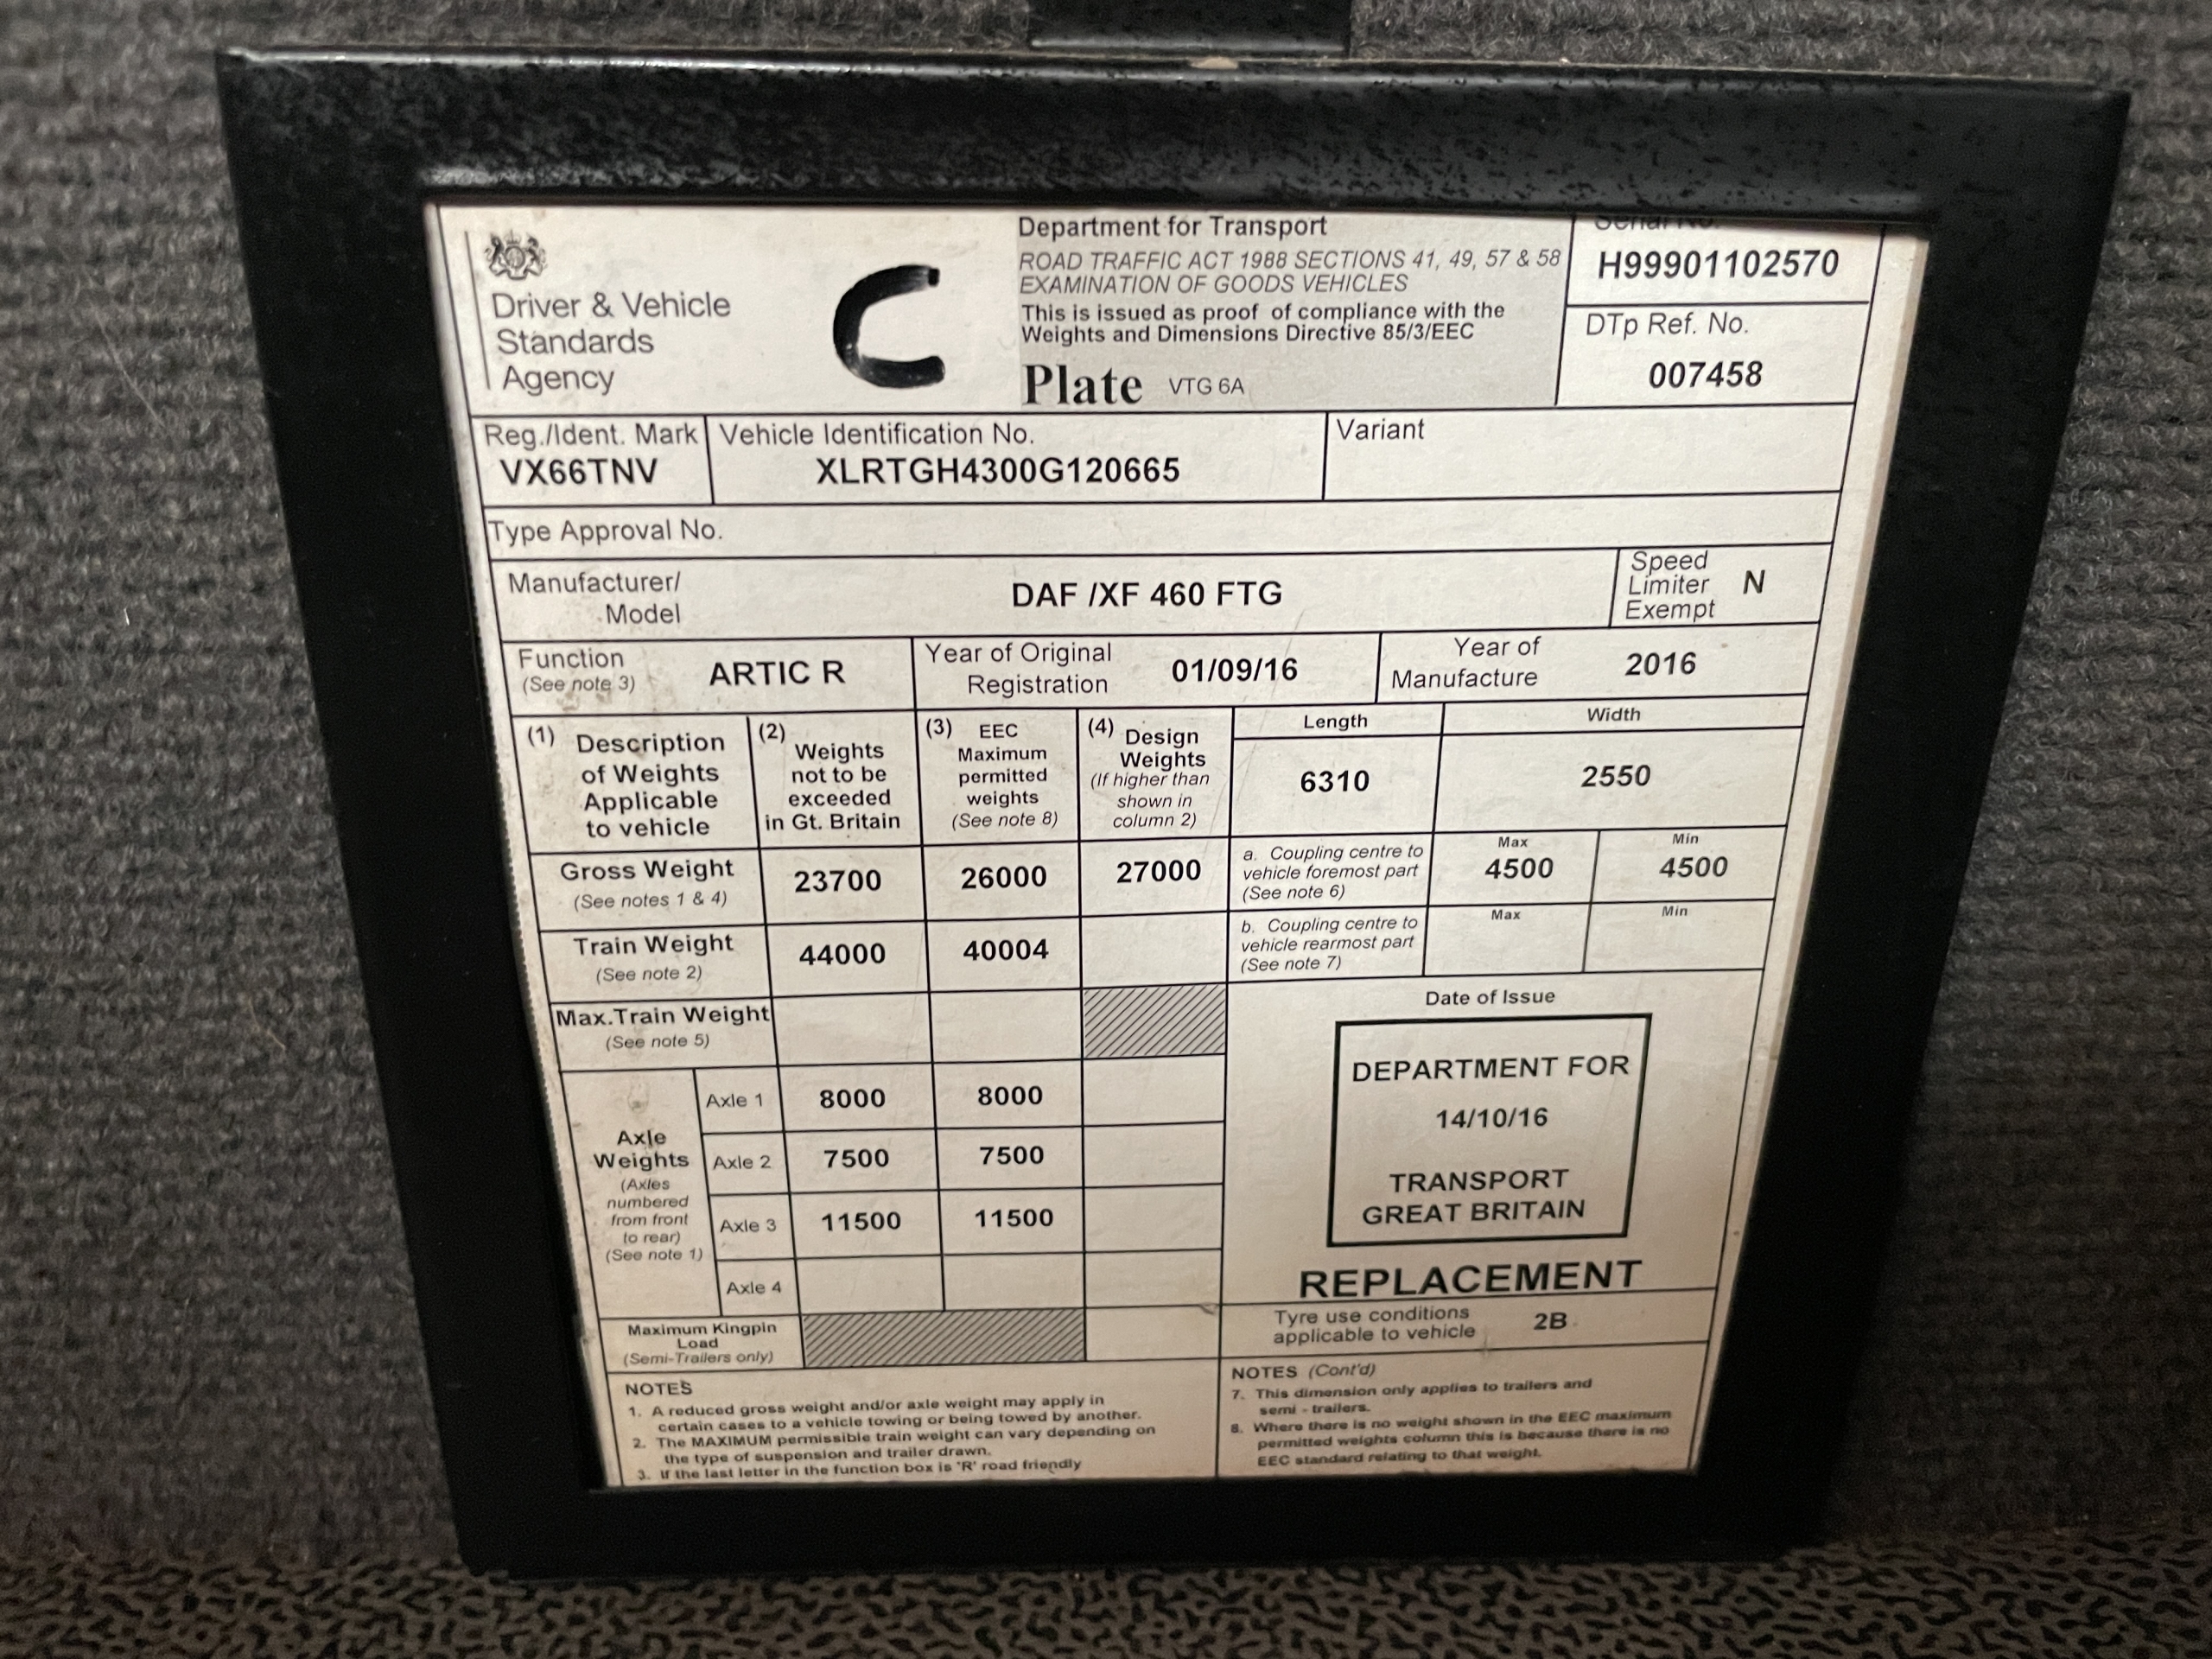 Driver & Vehicle
Standards
Agency
C
Department for Transport
ROAD TRAFFIC ACT 1988 SECTIONS 41, 49, 57 & 58
EXAMINATION OF GOODS VEHICLES
This is issued as proof of compliance with the
Weights and Dimensions Directive 85/3/EEC
Plate VTG 6A
Serial No.
H99901102570
DTp Ref. No.
007458
Reg./Ident. Mark
VX66TNV
Vehicle Identification No.
XLRTGH4300G120665
Variant
Type Approval No.
Manufacturer/
Model
DAF /XF 460 FTG
Speed
Limiter
Exempt
N
Function
(See note 3)
ARTIC R
Year of Original
Registration
01/09/16
Year of
Manufacture
2016
(1) Description
of Weights
Applicable
to vehicle
(2) Weights
not to be
exceeded
in Gt. Britain
(3) EEC
Maximum
permitted
weights
(See note 8)
(4) Design
Weights
(If higher than
shown in
column 2)
Length
6310
Width
2550
Gross Weight
(See notes 1 & 4)
23700
26000
27000
a. Coupling centre to
vehicle foremost part
(See note 6)
Max
4500
Min
4500
Train Weight
(See note 2)
44000
40004
b. Coupling centre to
vehicle rearmost part
(See note 7)
Max
Min
Max.Train Weight
(See note 5)
Axle
Weights
(Axles
numbered
from front
to rear)
(See note 1)
Axle 1
8000
8000
Axle 2
7500
7500
Axle 3
11500
11500
Axle 4
Maximum Kingpin
Load
(Semi-Trailers only)
Date of Issue
DEPARTMENT FOR
14/10/16
TRANSPORT
GREAT BRITAIN
REPLACEMENT
Tyre use conditions
applicable to vehicle
2B
NOTES
1. A reduced gross weight and/or axle weight may apply in
certain cases to a vehicle towing or being towed by another.
2. The MAXIMUM permissible train weight can vary depending on
the type of suspension and trailer drawn.
3. If the last letter in the function box is 'R' road friendly
NOTES (Cont'd)
7. This dimension only applies to trailers and
semi - trailers.
8. Where there is no weight shown in the EEC maximum
permitted weights column this is because there is no
EEC standard relating to that weight.